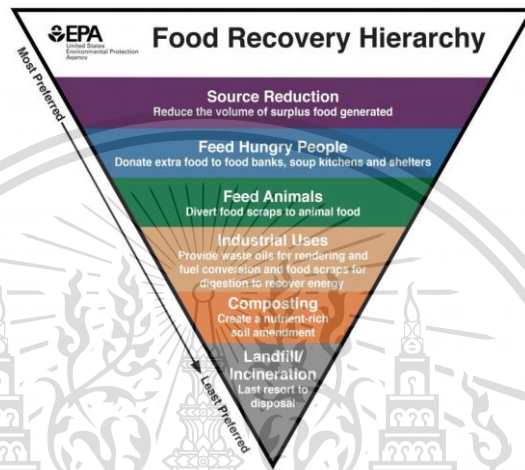 EPA
United States
Environmental Protection
Agency
Food Recovery Hierarchy
Most Preferred
Source Reduction
Reduce the volume of surplus food generated
Feed Hungry People
Donate extra food to food banks, soup kitchens and shelters
Feed Animals
Divert food scraps to animal food
Industrial Uses
Provide waste oils for rendering and
fuel conversion and food scraps for
digestion to recover energy
Composting
Create a nutrient-rich
soil amendment
Landfill/
Incineration
Last resort to
disposal
Least Preferred